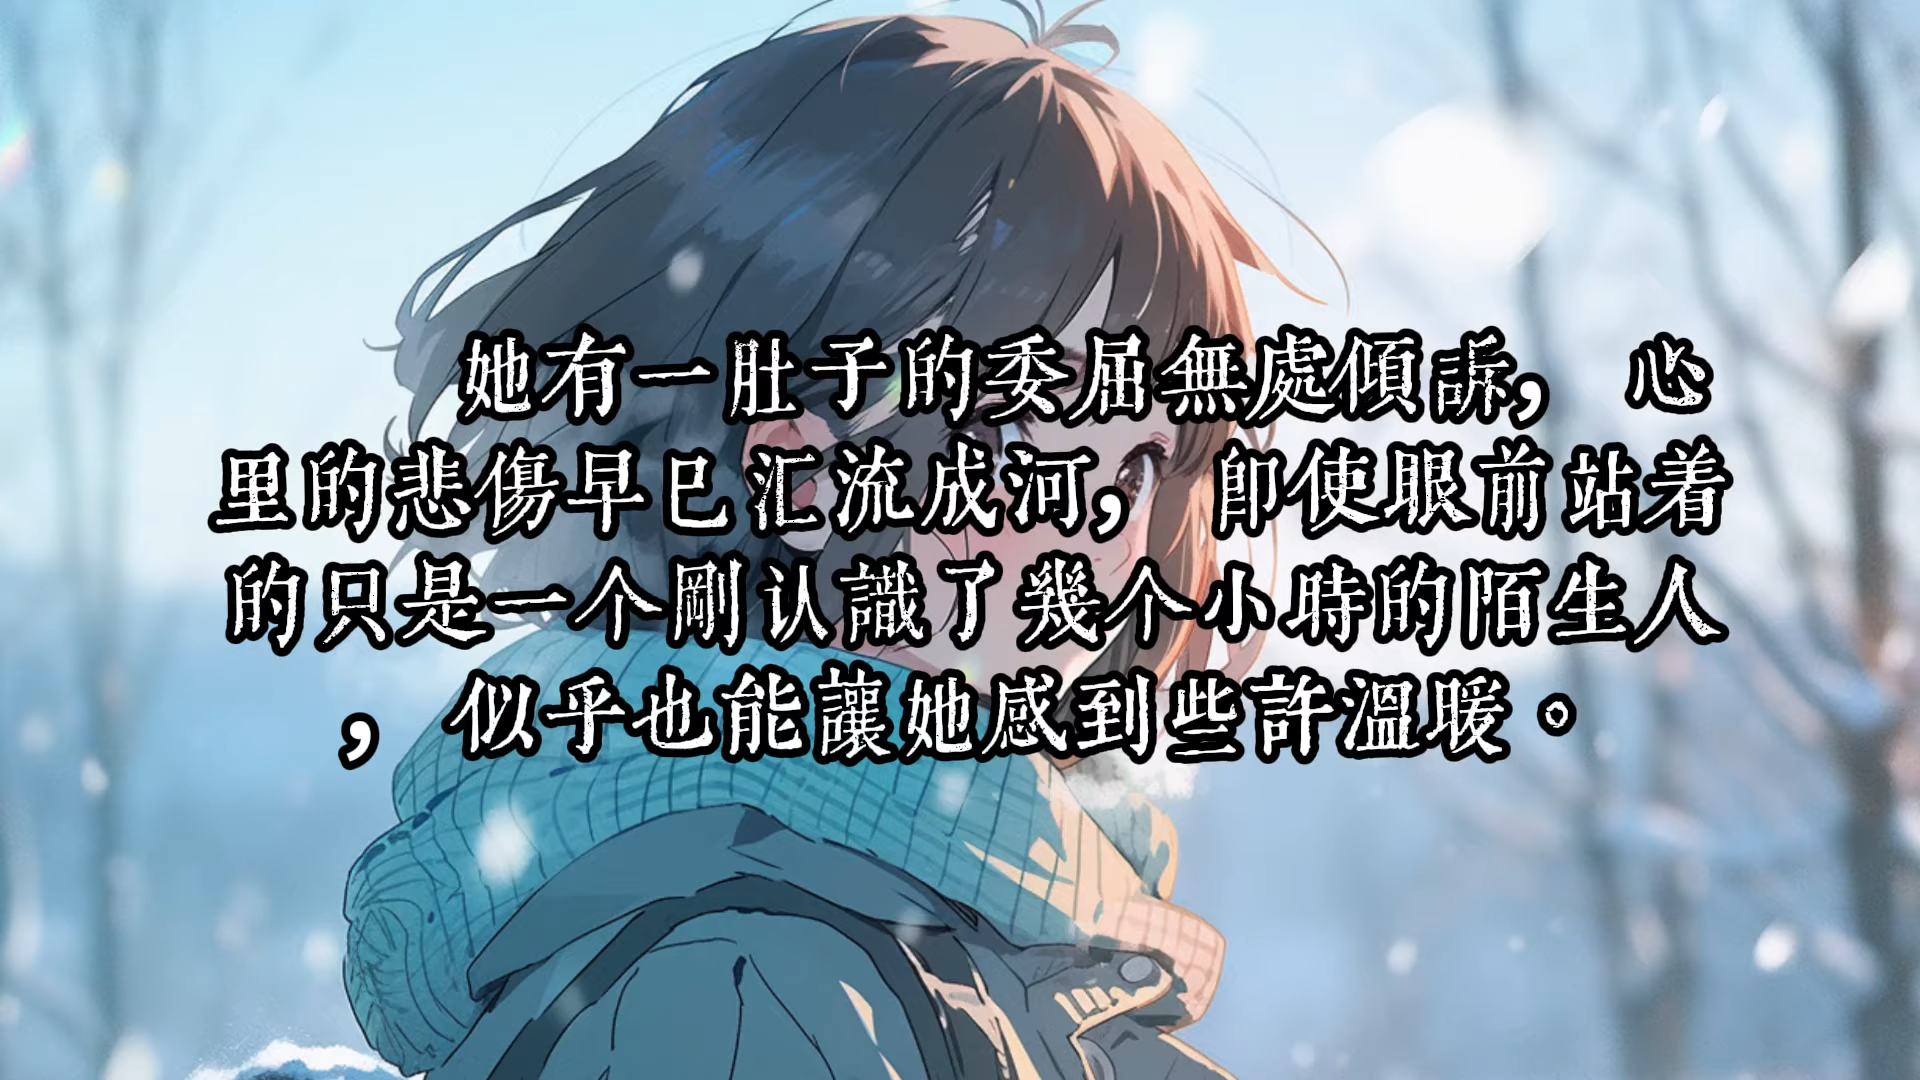 她有一肚子的委屈無處傾訴，心
里的悲傷早已汇流成河，即使眼前站着
的只是一个剛认識了幾个小時的陌生人
，似乎也能讓她感到些許溫暖。